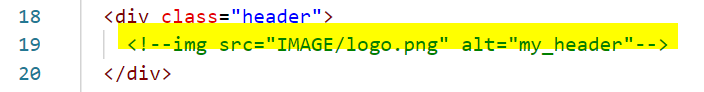 18 <div class="header">
19 <!--img src="IMAGE/logo.png" alt="my_header"-->
20 </div>